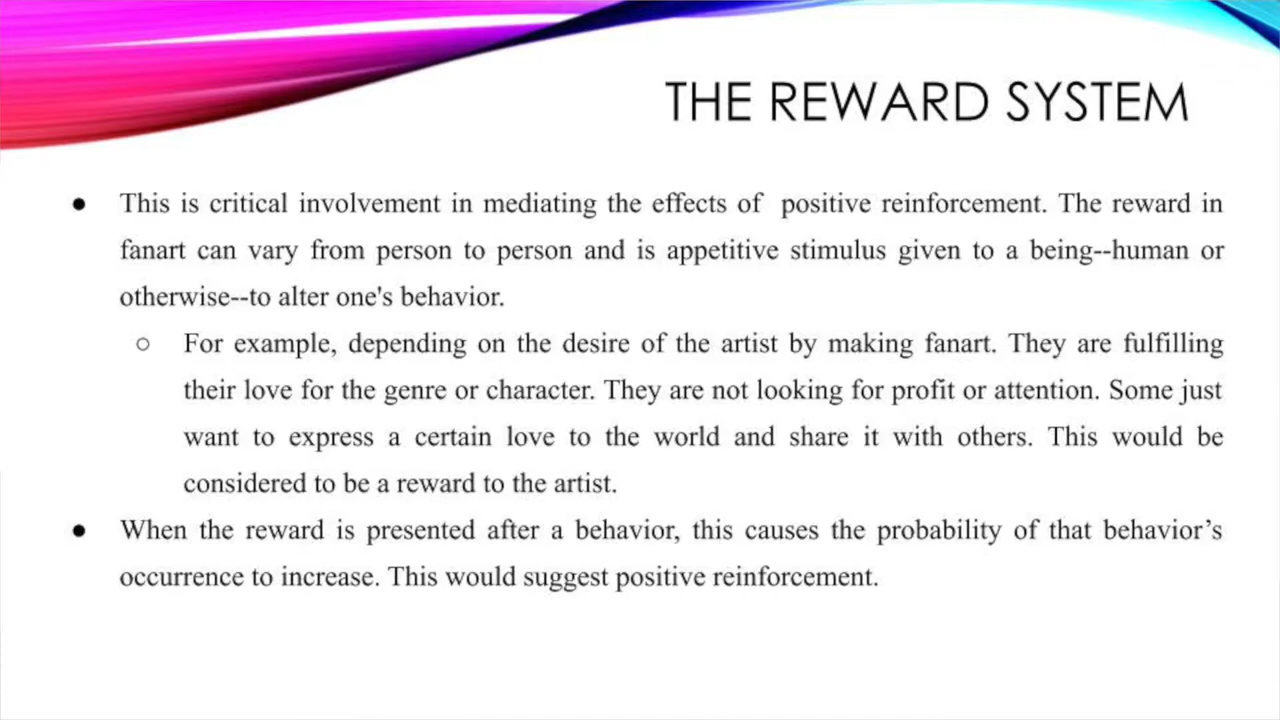 THE REWARD SYSTEM
● This is critical involvement in mediating the effects of  positive reinforcement. The reward in
fanart can vary from person to person and is appetitive stimulus given to a being--human or
otherwise--to alter one's behavior.
○ For example, depending on the desire of the artist by making fanart. They are fulfilling
their love for the genre or character. They are not looking for profit or attention. Some just
want to express a certain love to the world and share it with others. This would be
considered to be a reward to the artist.
● When the reward is presented after a behavior, this causes the probability of that behavior’s
occurrence to increase. This would suggest positive reinforcement.